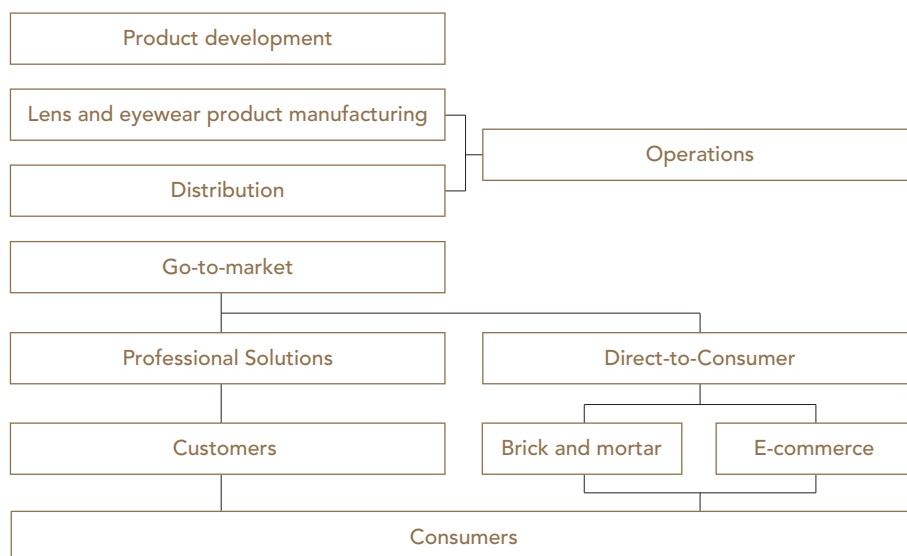 Product development
Lens and eyewear product manufacturing
Operations
Distribution
Go-to-market
Professional Solutions
Direct-to-Consumer
Customers
Brick and mortar
E-commerce
Consumers